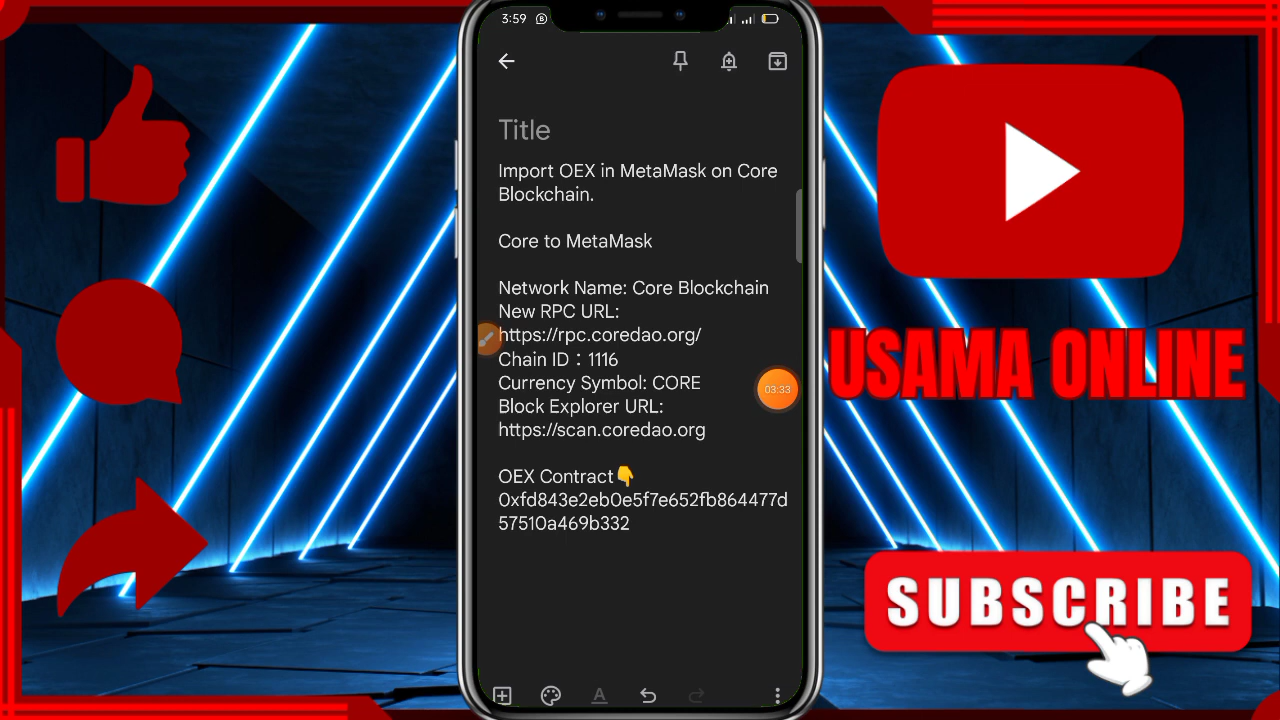 3:59
Title
Import OEX in MetaMask on Core
Blockchain.
Core to MetaMask
Network Name: Core Blockchain
New RPC URL:
https://rpc.coredao.org/
Chain ID : 1116
Currency Symbol: CORE
Block Explorer URL:
https://scan.coredao.org
OEX Contract👇
0xfd843e2eb0e5f7e652fb864477d
57510a469b332
03:33
A
USAMA ONLINE
SUBSCRIBE